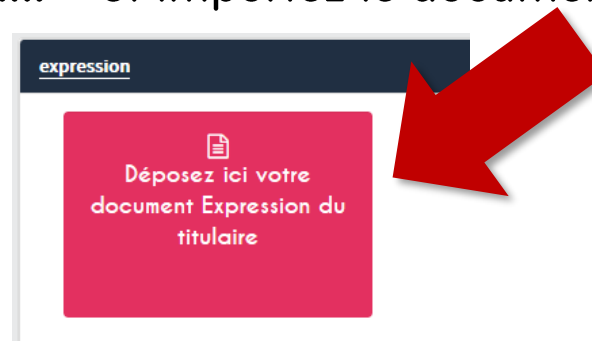 et importez le documen
expression
Déposez ici votre
document Expression du
titulaire